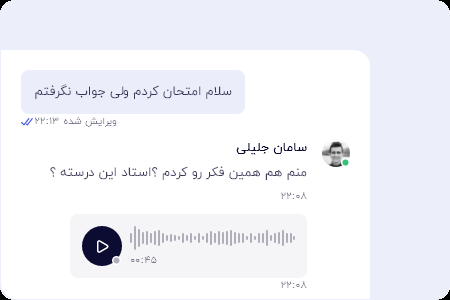 سلام امتحان کردم ولی جواب نگرفتم
ویرایش شده ۲۲:۱۳
سامان جلیلی
منم هم همین فکر رو کردم ؟استاد این درسته ؟
۲۲:۰۸
۰۰:۴۵
۲۲:۰۸